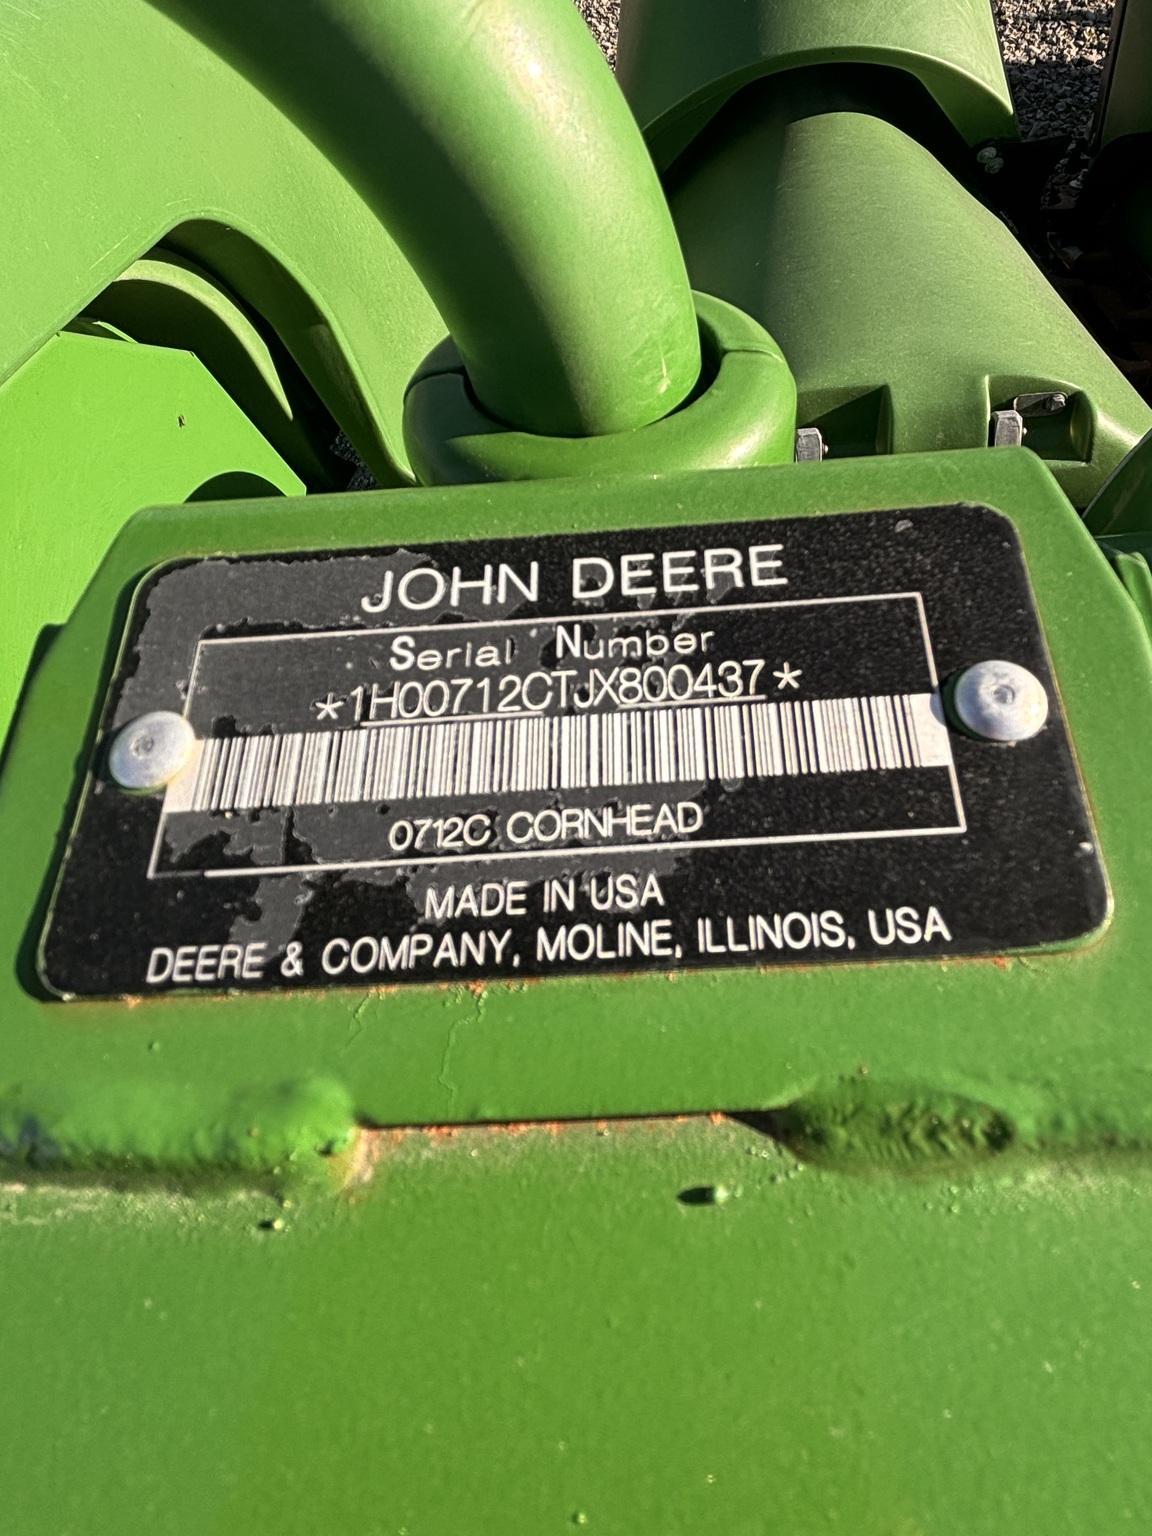 JOHN DEERE
Serial Number
*1H00712CTJX800437*
0712C CORNHEAD
MADE IN USA
DEERE & COMPANY, MOLINE, ILLINOIS, USA